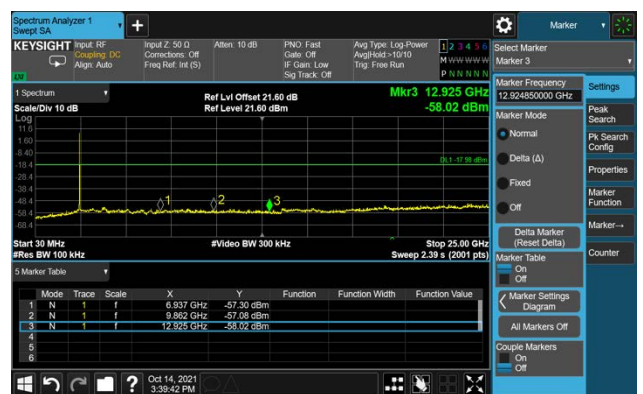 Spectrum Analyzer 1
Swept SA
Marker
KEYSIGHT
Input: RF
Coupling: DC
Align: Auto
Input Z: 50 Ω
Corrections: Off
Freq Ref: Int (S)
Atten: 10 dB
PNO: Fast
Gate: Off
IF Gain: Low
Sig Track: Off
Avg Type: Log-Power
Avg|Hold:>10/10
Trig: Free Run
1 2 3 4 5 6
M W W W W W
P N N N N N
Select Marker
Marker 3
1 Spectrum
Scale/Div 10 dB
Ref Lvl Offset 21.60 dB
Ref Level 21.60 dBm
Mkr3 12.925 GHz
-58.02 dBm
Log
11.6
1.60
-8.40
-18.4
-28.4
-38.4
-48.4
-58.4
-68.4
DL1 -17.98 dBm
1
2
3
Start 30 MHz
#Res BW 100 kHz
#Video BW 300 kHz
Stop 25.00 GHz
Sweep 2.39 s (2001 pts)
Marker Frequency
12.924850000 GHz
Marker Mode
Normal
Delta (Δ)
Fixed
Off
Delta Marker
(Reset Delta)
Marker Table
On
Off
Marker Settings
Diagram
All Markers Off
Couple Markers
On
Off
Settings
Peak
Search
Pk Search
Config
Properties
Marker
Function
Marker→
Counter
5 Marker Table
Mode Trace Scale X Y Function Function Width Function Value
1 N 1 f 6.937 GHz -57.30 dBm
2 N 1 f 9.862 GHz -57.08 dBm
3 N 1 f 12.925 GHz -58.02 dBm
4
5
6
?
Oct 14, 2021
3:39:42 PM